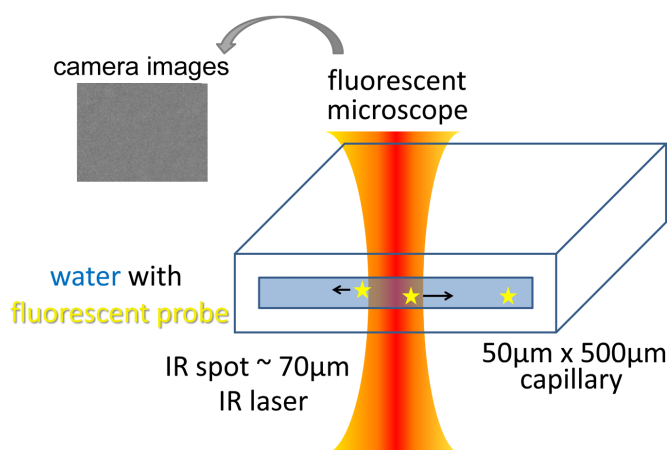 camera images
fluorescent
microscope
water with
fluorescent probe
IR spot ~ 70µm
IR laser
50µm x 500µm
capillary